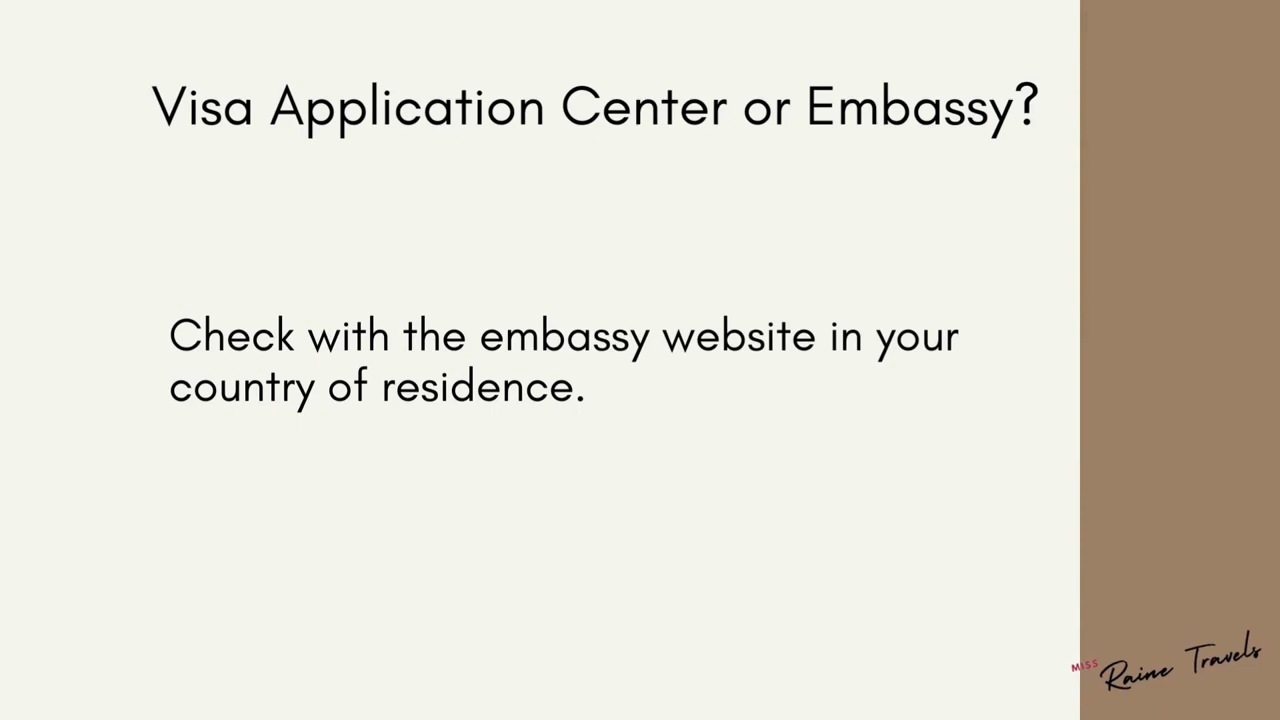 Visa Application Center or Embassy?
Check with the embassy website in your
country of residence.
MISS Raine Travels